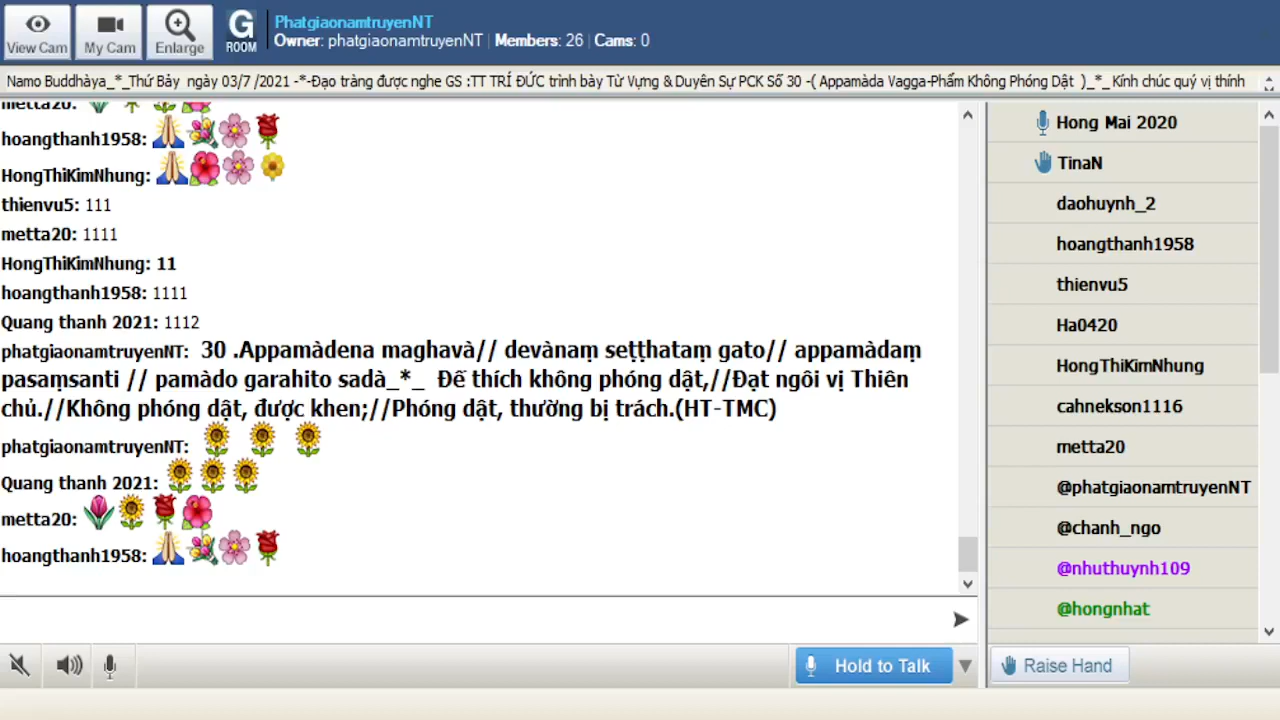 View Cam
My Cam
Enlarge
G
ROOM
PhatgiaonamtruyenNT
Owner: phatgiaonamtruyenNT | Members: 26 | Cams: 0
Namo Buddhàya_*_Thứ Bảy ngày 03/7 /2021 -*-Đạo tràng được nghe GS :TT TRÍ ĐỨC trình bày Từ Vựng & Duyên Sự PCK Số 30 -( Appamàda Vagga-Phẩm Không Phóng Dật )_*_ Kính chúc quý vị thính
metta20:
hoangthanh1958:
HongThiKimNhung:
thienvu5: 111
metta20: 1111
HongThiKimNhung: 11
hoangthanh1958: 1111
Quang thanh 2021: 1112
phatgiaonamtruyenNT: 30 .Appamàdena maghavà// devànaṃ seṭṭhataṃ gato// appamàdaṃ
pasaṃsanti // pamàdo garahito sadà_*_ Đế thích không phóng dật,//Đạt ngôi vị Thiên
chủ.//Không phóng dật, được khen;//Phóng dật, thường bị trách.(HT-TMC)
phatgiaonamtruyenNT:
Quang thanh 2021:
metta20:
hoangthanh1958:
Hold to Talk
Hong Mai 2020
TinaN
daohuynh_2
hoangthanh1958
thienvu5
Ha0420
HongThiKimNhung
cahnekson1116
metta20
@phatgiaonamtruyenNT
@chanh_ngo
@nhuthuynh109
@hongnhat
Raise Hand